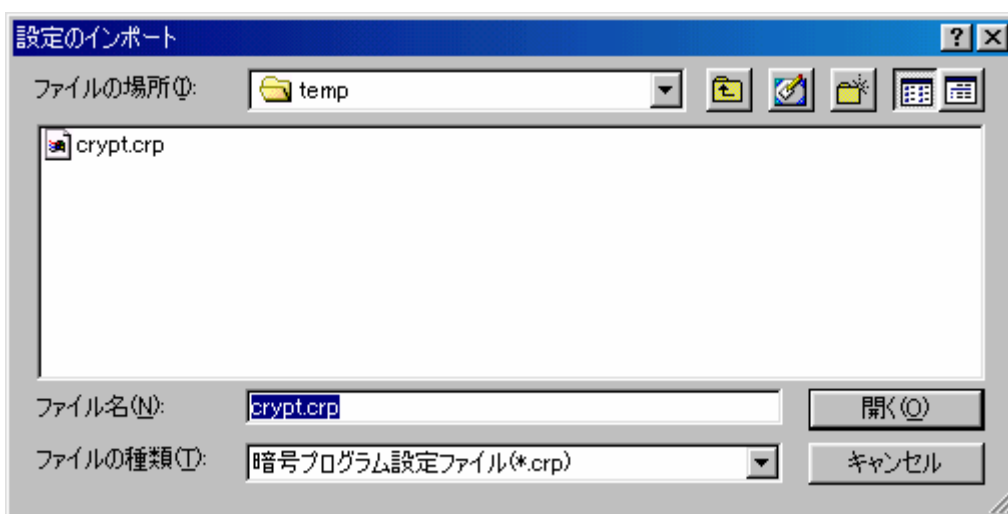 設定のインポート
ファイルの場所(I):
temp
crypt.crp
ファイル名(N):
crypt.crp
開く(O)
ファイルの種類(T):
暗号プログラム設定ファイル(*.crp)
キャンセル